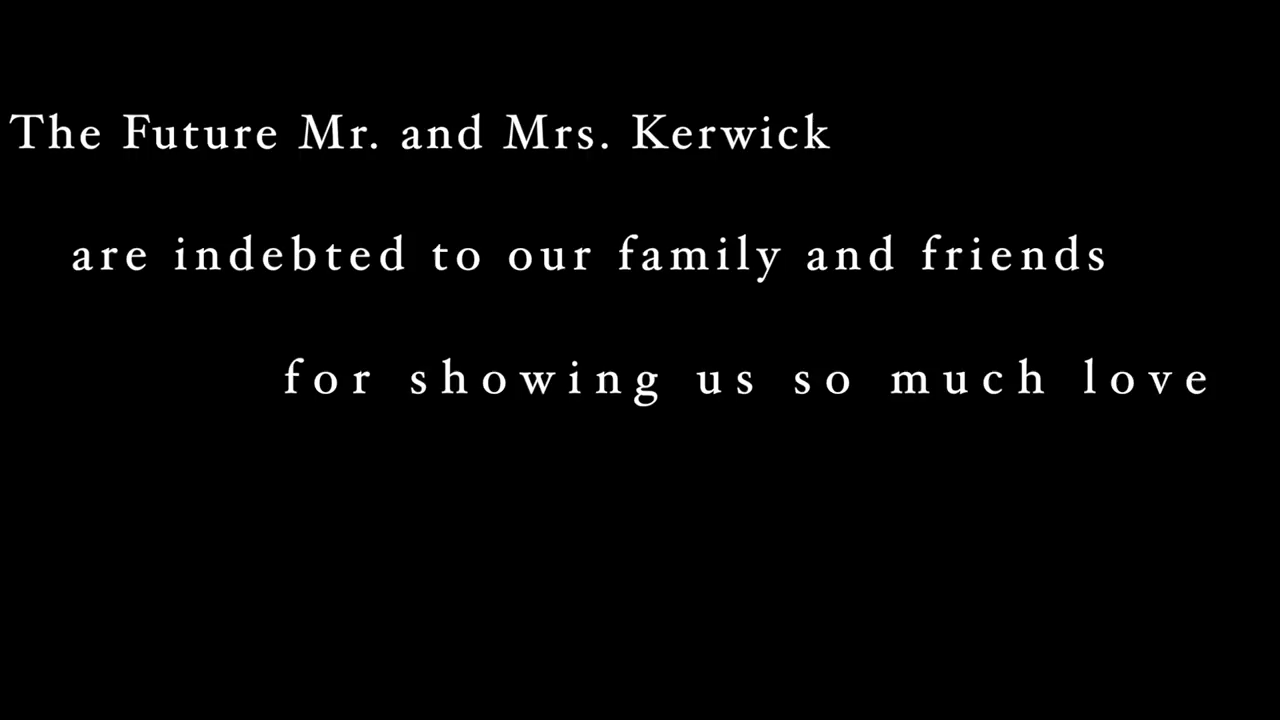 The Future Mr. and Mrs. Kerwick
are indebted to our family and friends
for showing us so much love